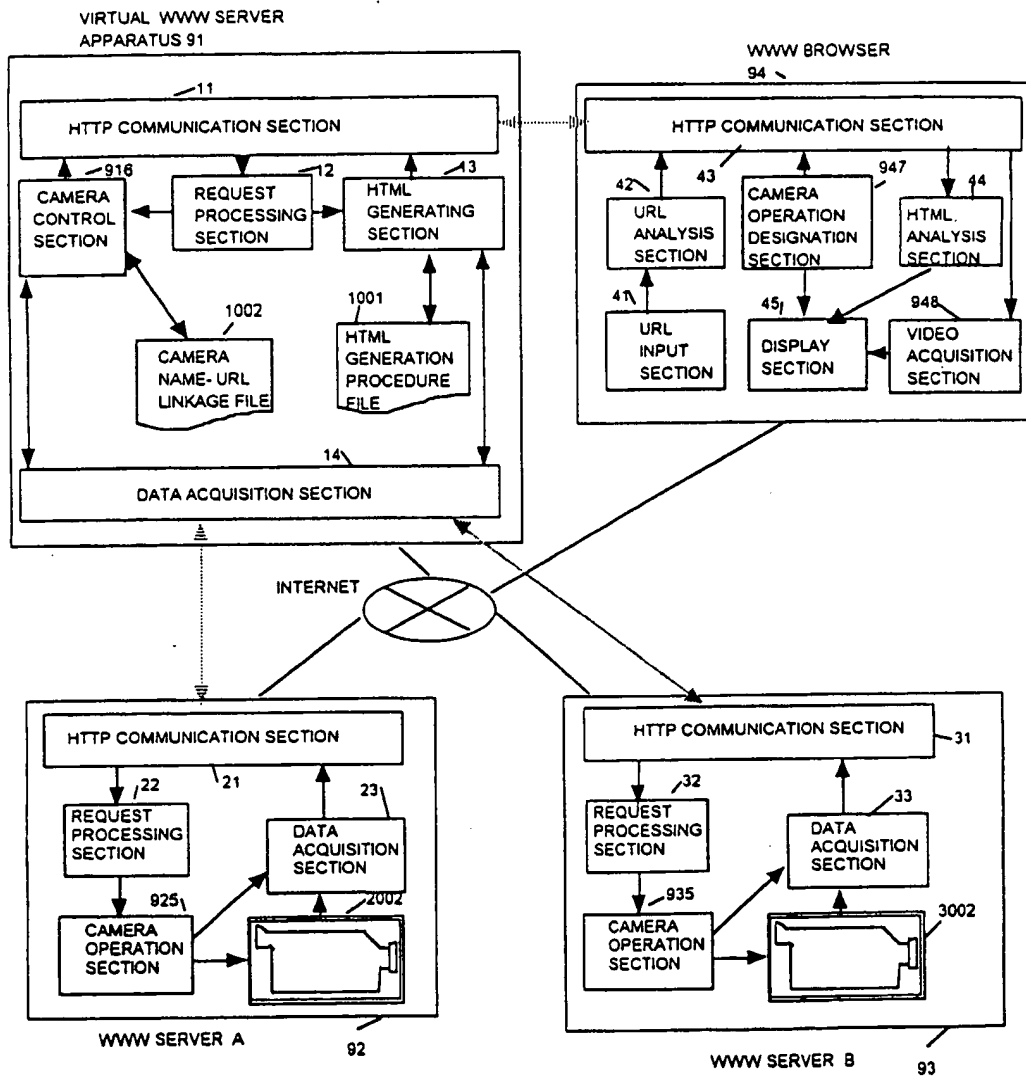 VIRTUAL WWW SERVER
APPARATUS 91
11
HTTP COMMUNICATION SECTION
916
CAMERA
CONTROL
SECTION
12
REQUEST
PROCESSING
SECTION
13
HTML
GENERATING
SECTION
1002
CAMERA
NAME- URL
LINKAGE FILE
1001
HTML
GENERATION
PROCEDURE
FILE
14
DATA ACQUISITION SECTION
WWW BROWSER
94
HTTP COMMUNICATION SECTION
43
42
URL
ANALYSIS
SECTION
947
CAMERA
OPERATION
DESIGNATION
SECTION
44
HTML
ANALYSIS
SECTION
41
URL
INPUT
SECTION
45
DISPLAY
SECTION
948
VIDEO
ACQUISITION
SECTION
INTERNET
HTTP COMMUNICATION SECTION
21
22
REQUEST
PROCESSING
SECTION
23
DATA
ACQUISITION
SECTION
925
CAMERA
OPERATION
SECTION
2002
WWW SERVER A
92
HTTP COMMUNICATION SECTION
31
32
REQUEST
PROCESSING
SECTION
33
DATA
ACQUISITION
SECTION
935
CAMERA
OPERATION
SECTION
3002
WWW SERVER B
93